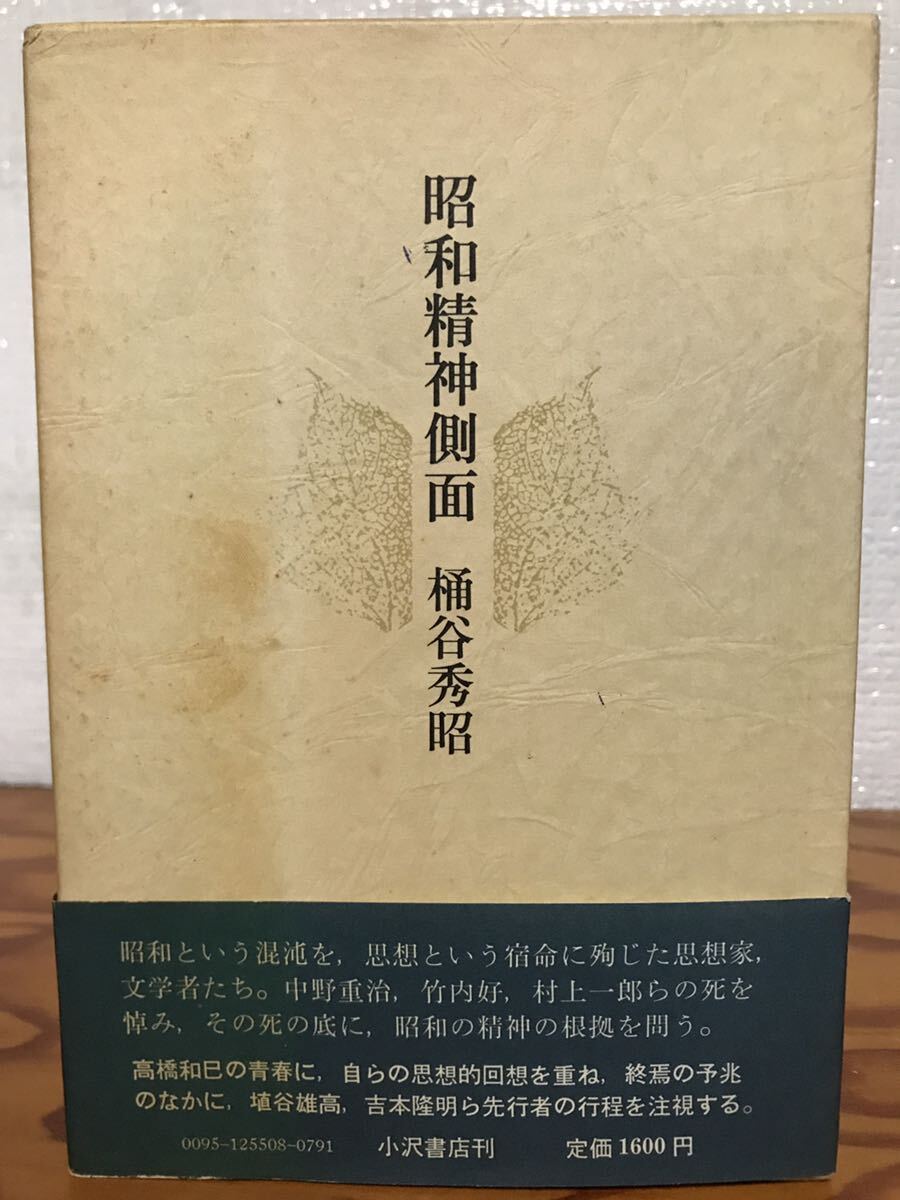 昭和精神側面 桶谷秀昭
昭和という混沌を，思想という宿命に殉じた思想家，
文学者たち。中野重治，竹内好，村上一郎らの死を
悼み，その死の底に，昭和の精神の根拠を問う。
高橋和巳の青春に，自らの思想的回想を重ね，終焉の予兆
のなかに，埴谷雄高，吉本隆明ら先行者の行程を注視する。
0095-125508-0791 小沢書店刊 定価1600円